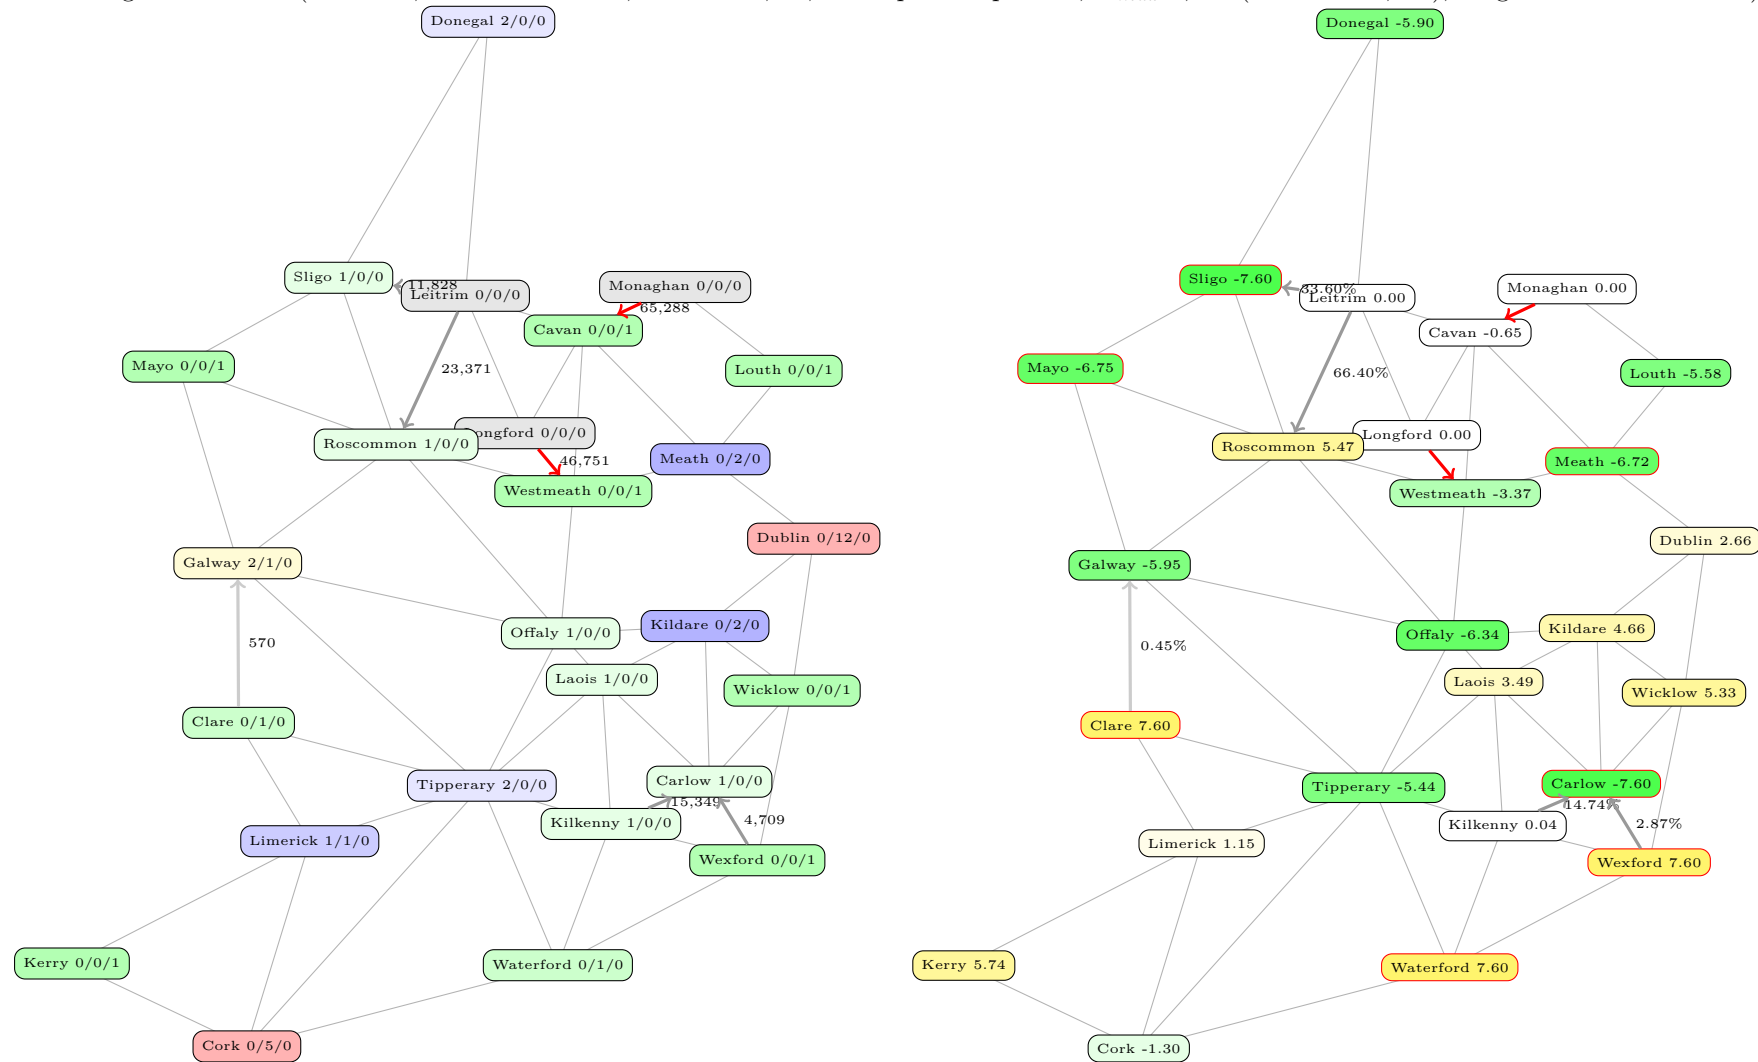 Donegal 2/0/0
Sligo 1/0/0
11,828
Leitrim 0/0/0
Monaghan 0/0/0
65,288
Cavan 0/0/1
Mayo 0/0/1
23,371
Louth 0/0/1
Roscommon 1/0/0
Longford 0/0/0
46,751
Meath 0/2/0
Westmeath 0/0/1
Dublin 0/12/0
Galway 2/1/0
570
Offaly 1/0/0
Kildare 0/2/0
Laois 1/0/0
Wicklow 0/0/1
Clare 0/1/0
Tipperary 2/0/0
Carlow 1/0/0
15,349
Kilkenny 1/0/0
4,709
Limerick 1/1/0
Wexford 0/0/1
Kerry 0/0/1
Waterford 0/1/0
Cork 0/5/0
Donegal -5.90
Sligo -7.60
33.60%
Leitrim 0.00
Monaghan 0.00
Cavan -0.65
Mayo -6.75
66.40%
Louth -5.58
Roscommon 5.47
Longford 0.00
Meath -6.72
Westmeath -3.37
Dublin 2.66
Galway -5.95
0.45%
Offaly -6.34
Kildare 4.66
Laois 3.49
Wicklow 5.33
Clare 7.60
Tipperary -5.44
Carlow -7.60
14.74%
Kilkenny 0.04
2.87%
Limerick 1.15
Wexford 7.60
Kerry 5.74
Waterford 7.60
Cork -1.30